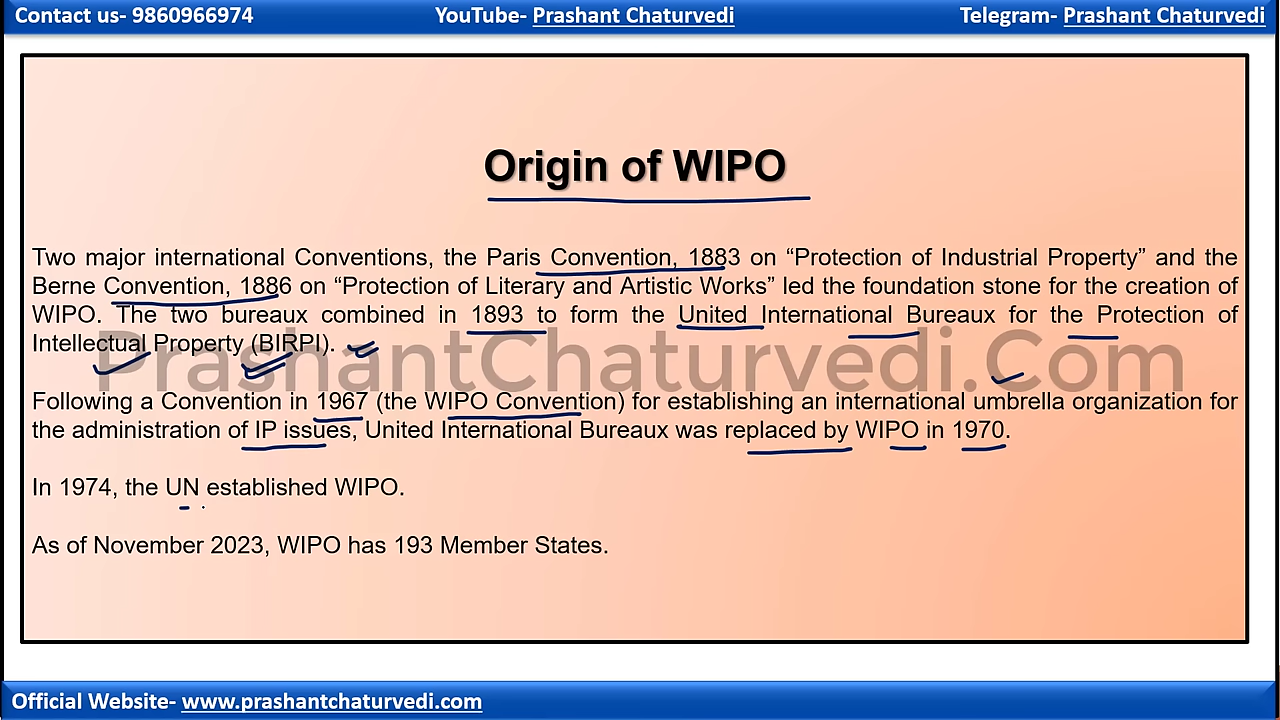 Contact us- 9860966974 YouTube- Prashant Chaturvedi Telegram- Prashant Chaturvedi
Origin of WIPO
Two major international Conventions, the Paris Convention, 1883 on “Protection of Industrial Property” and the
Berne Convention, 1886 on “Protection of Literary and Artistic Works” led the foundation stone for the creation of
WIPO. The two bureaux combined in 1893 to form the United International Bureaux for the Protection of
Intellectual Property (BIRPI).
PrashantChaturvedi.Com
Following a Convention in 1967 (the WIPO Convention) for establishing an international umbrella organization for
the administration of IP issues, United International Bureaux was replaced by WIPO in 1970.
In 1974, the UN established WIPO.
As of November 2023, WIPO has 193 Member States.
Official Website- www.prashantchaturvedi.com